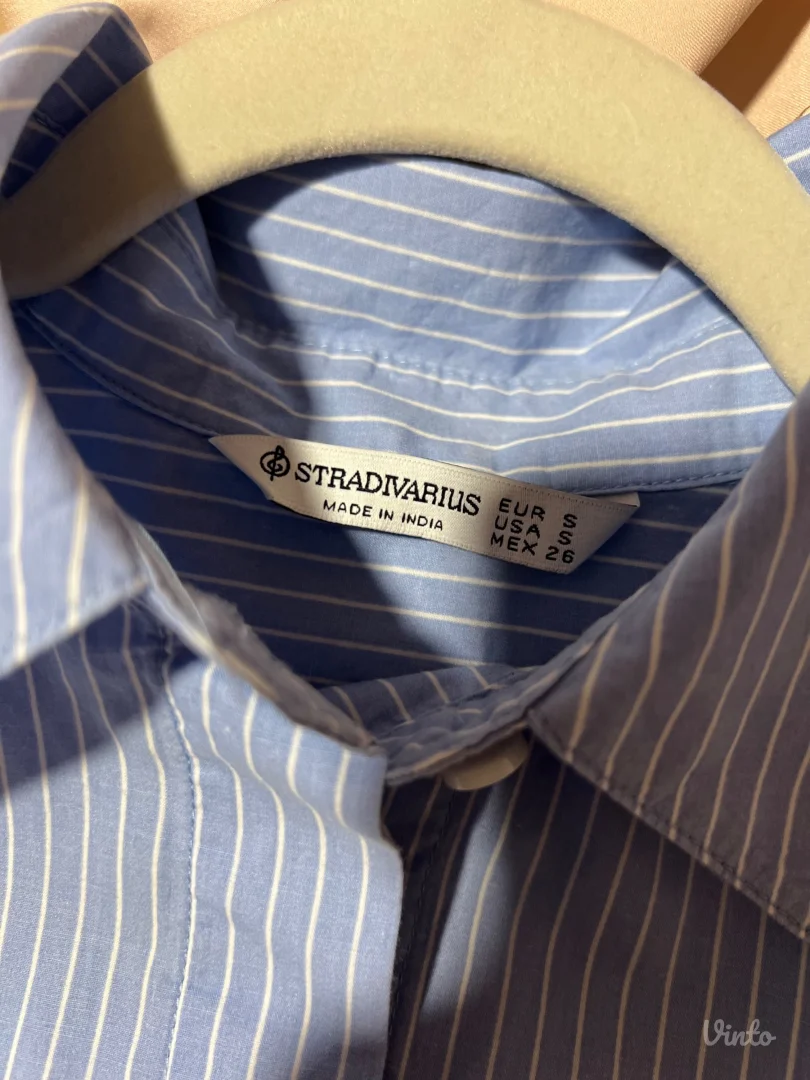 STRADIVARIUS
MADE IN INDIA
EUR S
USA S
MEX 26
Vinto